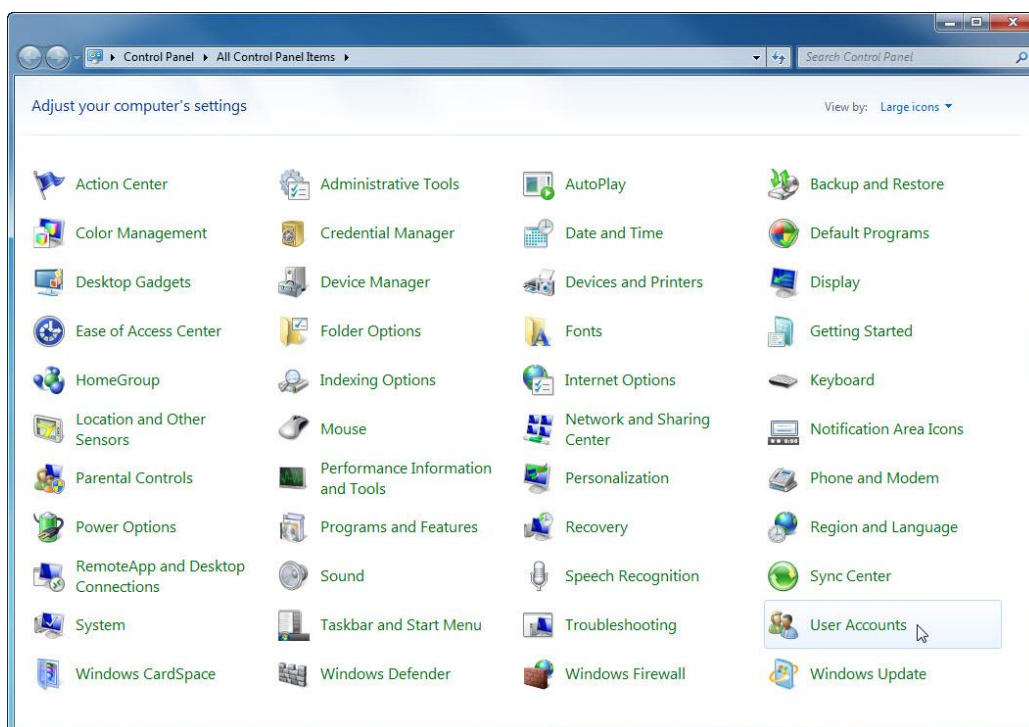 Control Panel ▸ All Control Panel Items ▸
Search Control Panel
Adjust your computer's settings
View by: Large icons
Action Center
Administrative Tools
AutoPlay
Backup and Restore
Color Management
Credential Manager
Date and Time
Default Programs
Desktop Gadgets
Device Manager
Devices and Printers
Display
Ease of Access Center
Folder Options
Fonts
Getting Started
HomeGroup
Indexing Options
Internet Options
Keyboard
Location and Other
Sensors
Mouse
Network and Sharing
Center
Notification Area Icons
Parental Controls
Performance Information
and Tools
Personalization
Phone and Modem
Power Options
Programs and Features
Recovery
Region and Language
RemoteApp and Desktop
Connections
Sound
Speech Recognition
Sync Center
System
Taskbar and Start Menu
Troubleshooting
User Accounts
Windows CardSpace
Windows Defender
Windows Firewall
Windows Update